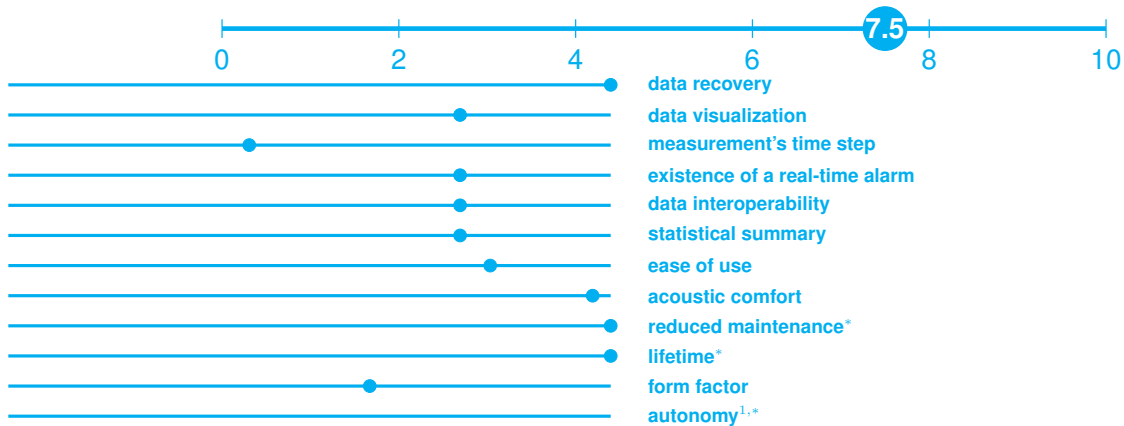 7.5
0 2 4 6 8 10
data recovery
data visualization
measurement's time step
existence of a real-time alarm
data interoperability
statistical summary
ease of use
acoustic comfort
reduced maintenance*
lifetime*
form factor
autonomy1,*